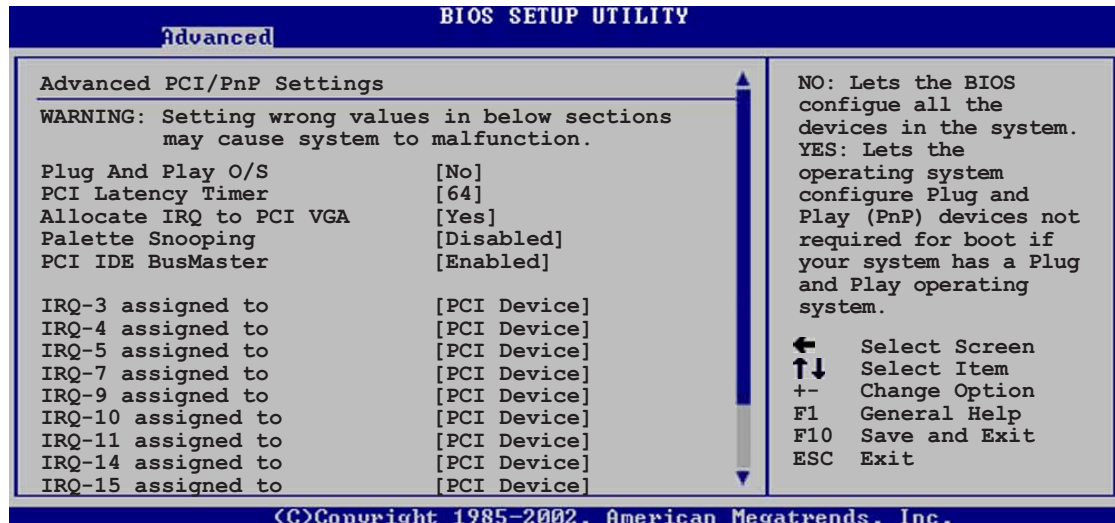 BIOS SETUP UTILITY
Advanced
Advanced PCI/PnP Settings
WARNING: Setting wrong values in below sections
may cause system to malfunction.
Plug And Play O/S [No]
PCI Latency Timer [64]
Allocate IRQ to PCI VGA [Yes]
Palette Snooping [Disabled]
PCI IDE BusMaster [Enabled]
IRQ-3 assigned to [PCI Device]
IRQ-4 assigned to [PCI Device]
IRQ-5 assigned to [PCI Device]
IRQ-7 assigned to [PCI Device]
IRQ-9 assigned to [PCI Device]
IRQ-10 assigned to [PCI Device]
IRQ-11 assigned to [PCI Device]
IRQ-14 assigned to [PCI Device]
IRQ-15 assigned to [PCI Device]
NO: Lets the BIOS
configue all the
devices in the system.
YES: Lets the
operating system
configure Plug and
Play (PnP) devices not
required for boot if
your system has a Plug
and Play operating
system.
← Select Screen
↑↓ Select Item
+- Change Option
F1 General Help
F10 Save and Exit
ESC Exit
(C)Copyright 1985-2002, American Megatrends, Inc.